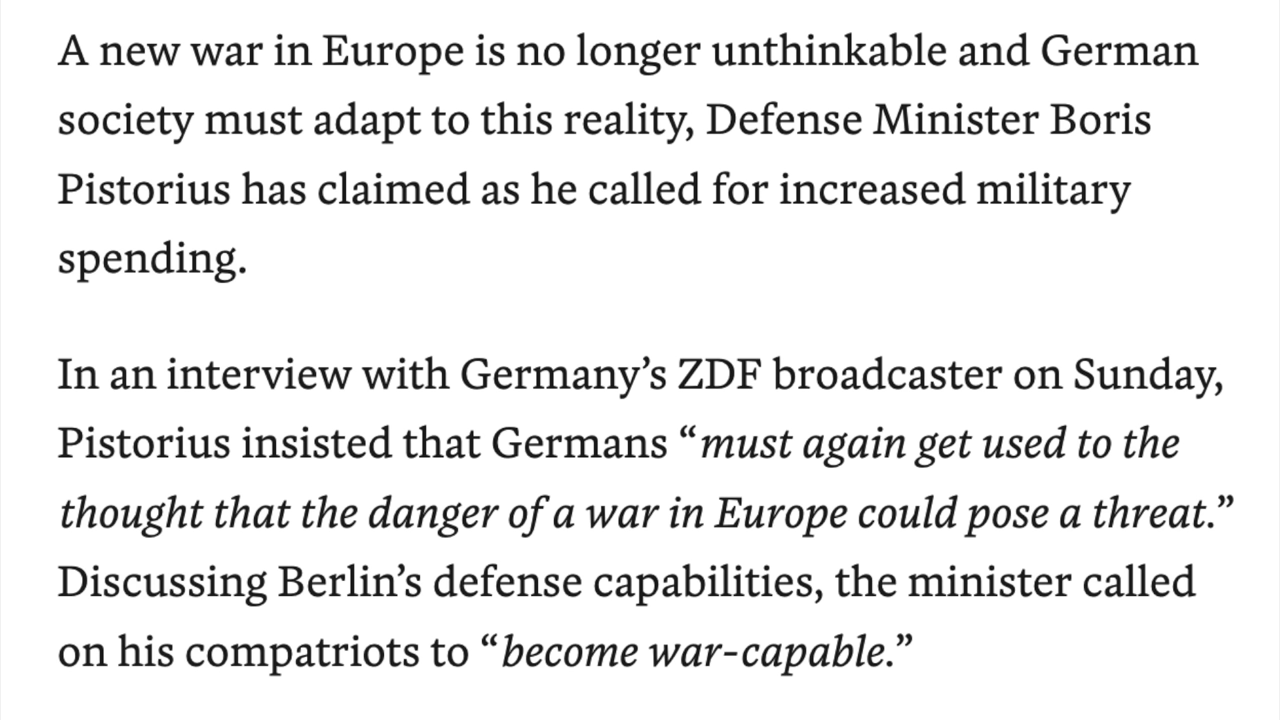 A new war in Europe is no longer unthinkable and German
society must adapt to this reality, Defense Minister Boris
Pistorius has claimed as he called for increased military
spending.
In an interview with Germany’s ZDF broadcaster on Sunday,
Pistorius insisted that Germans “must again get used to the
thought that the danger of a war in Europe could pose a threat.”
Discussing Berlin’s defense capabilities, the minister called
on his compatriots to “become war-capable.”